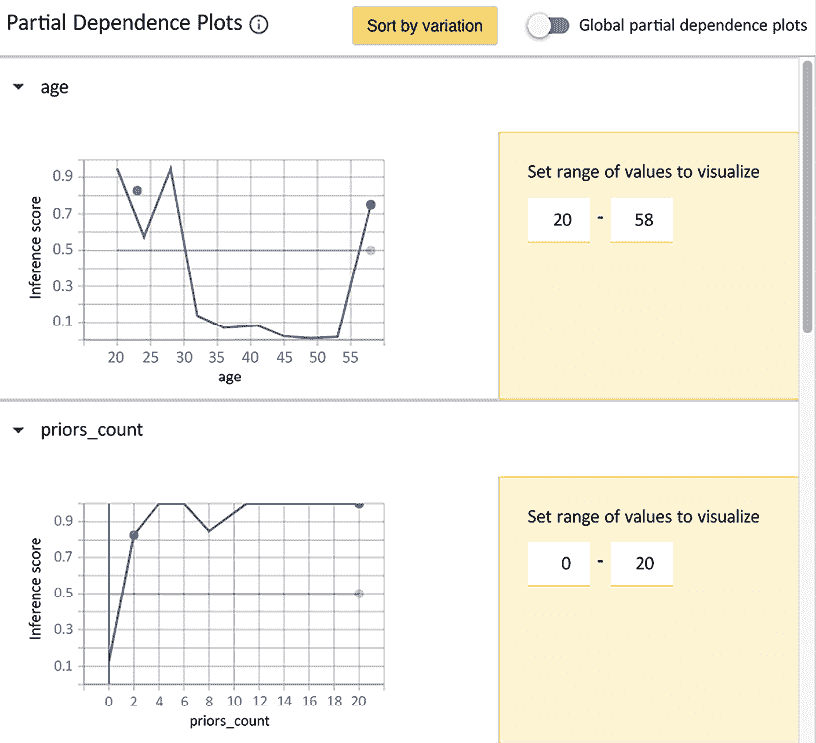 Partial Dependence Plots
Sort by variation
Global partial dependence plots
age
Inference score
0.9
0.7
0.5
0.3
0.1
20 25 30 35 40 45 50 55
age
Set range of values to visualize
20 - 58
priors_count
Inference score
0.9
0.7
0.5
0.3
0.1
0 2 4 6 8 10 12 14 16 18 20
priors_count
Set range of values to visualize
0 - 20